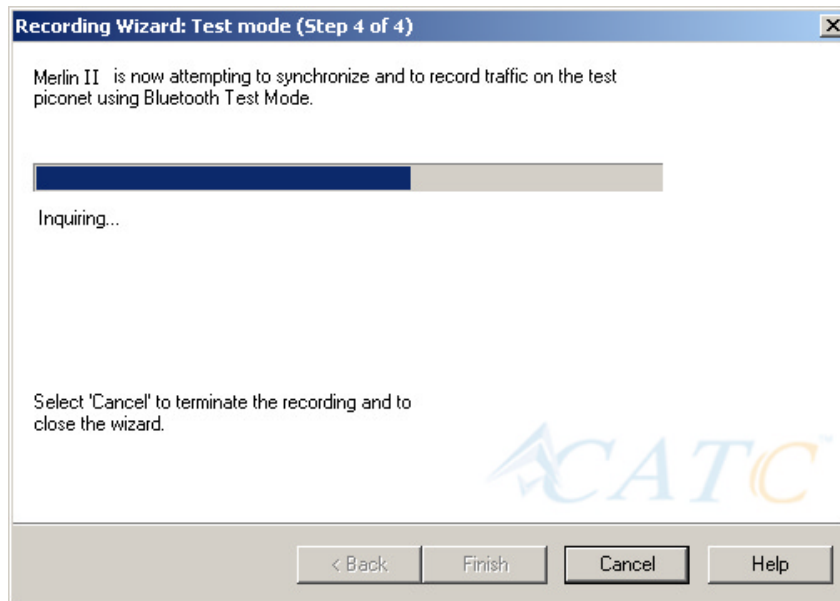 Recording Wizard: Test mode (Step 4 of 4)
Merlin II is now attempting to synchronize and to record traffic on the test
piconet using Bluetooth Test Mode.
Inquiring...
Select 'Cancel' to terminate the recording and to
close the wizard.
CATC™
< Back Finish Cancel Help